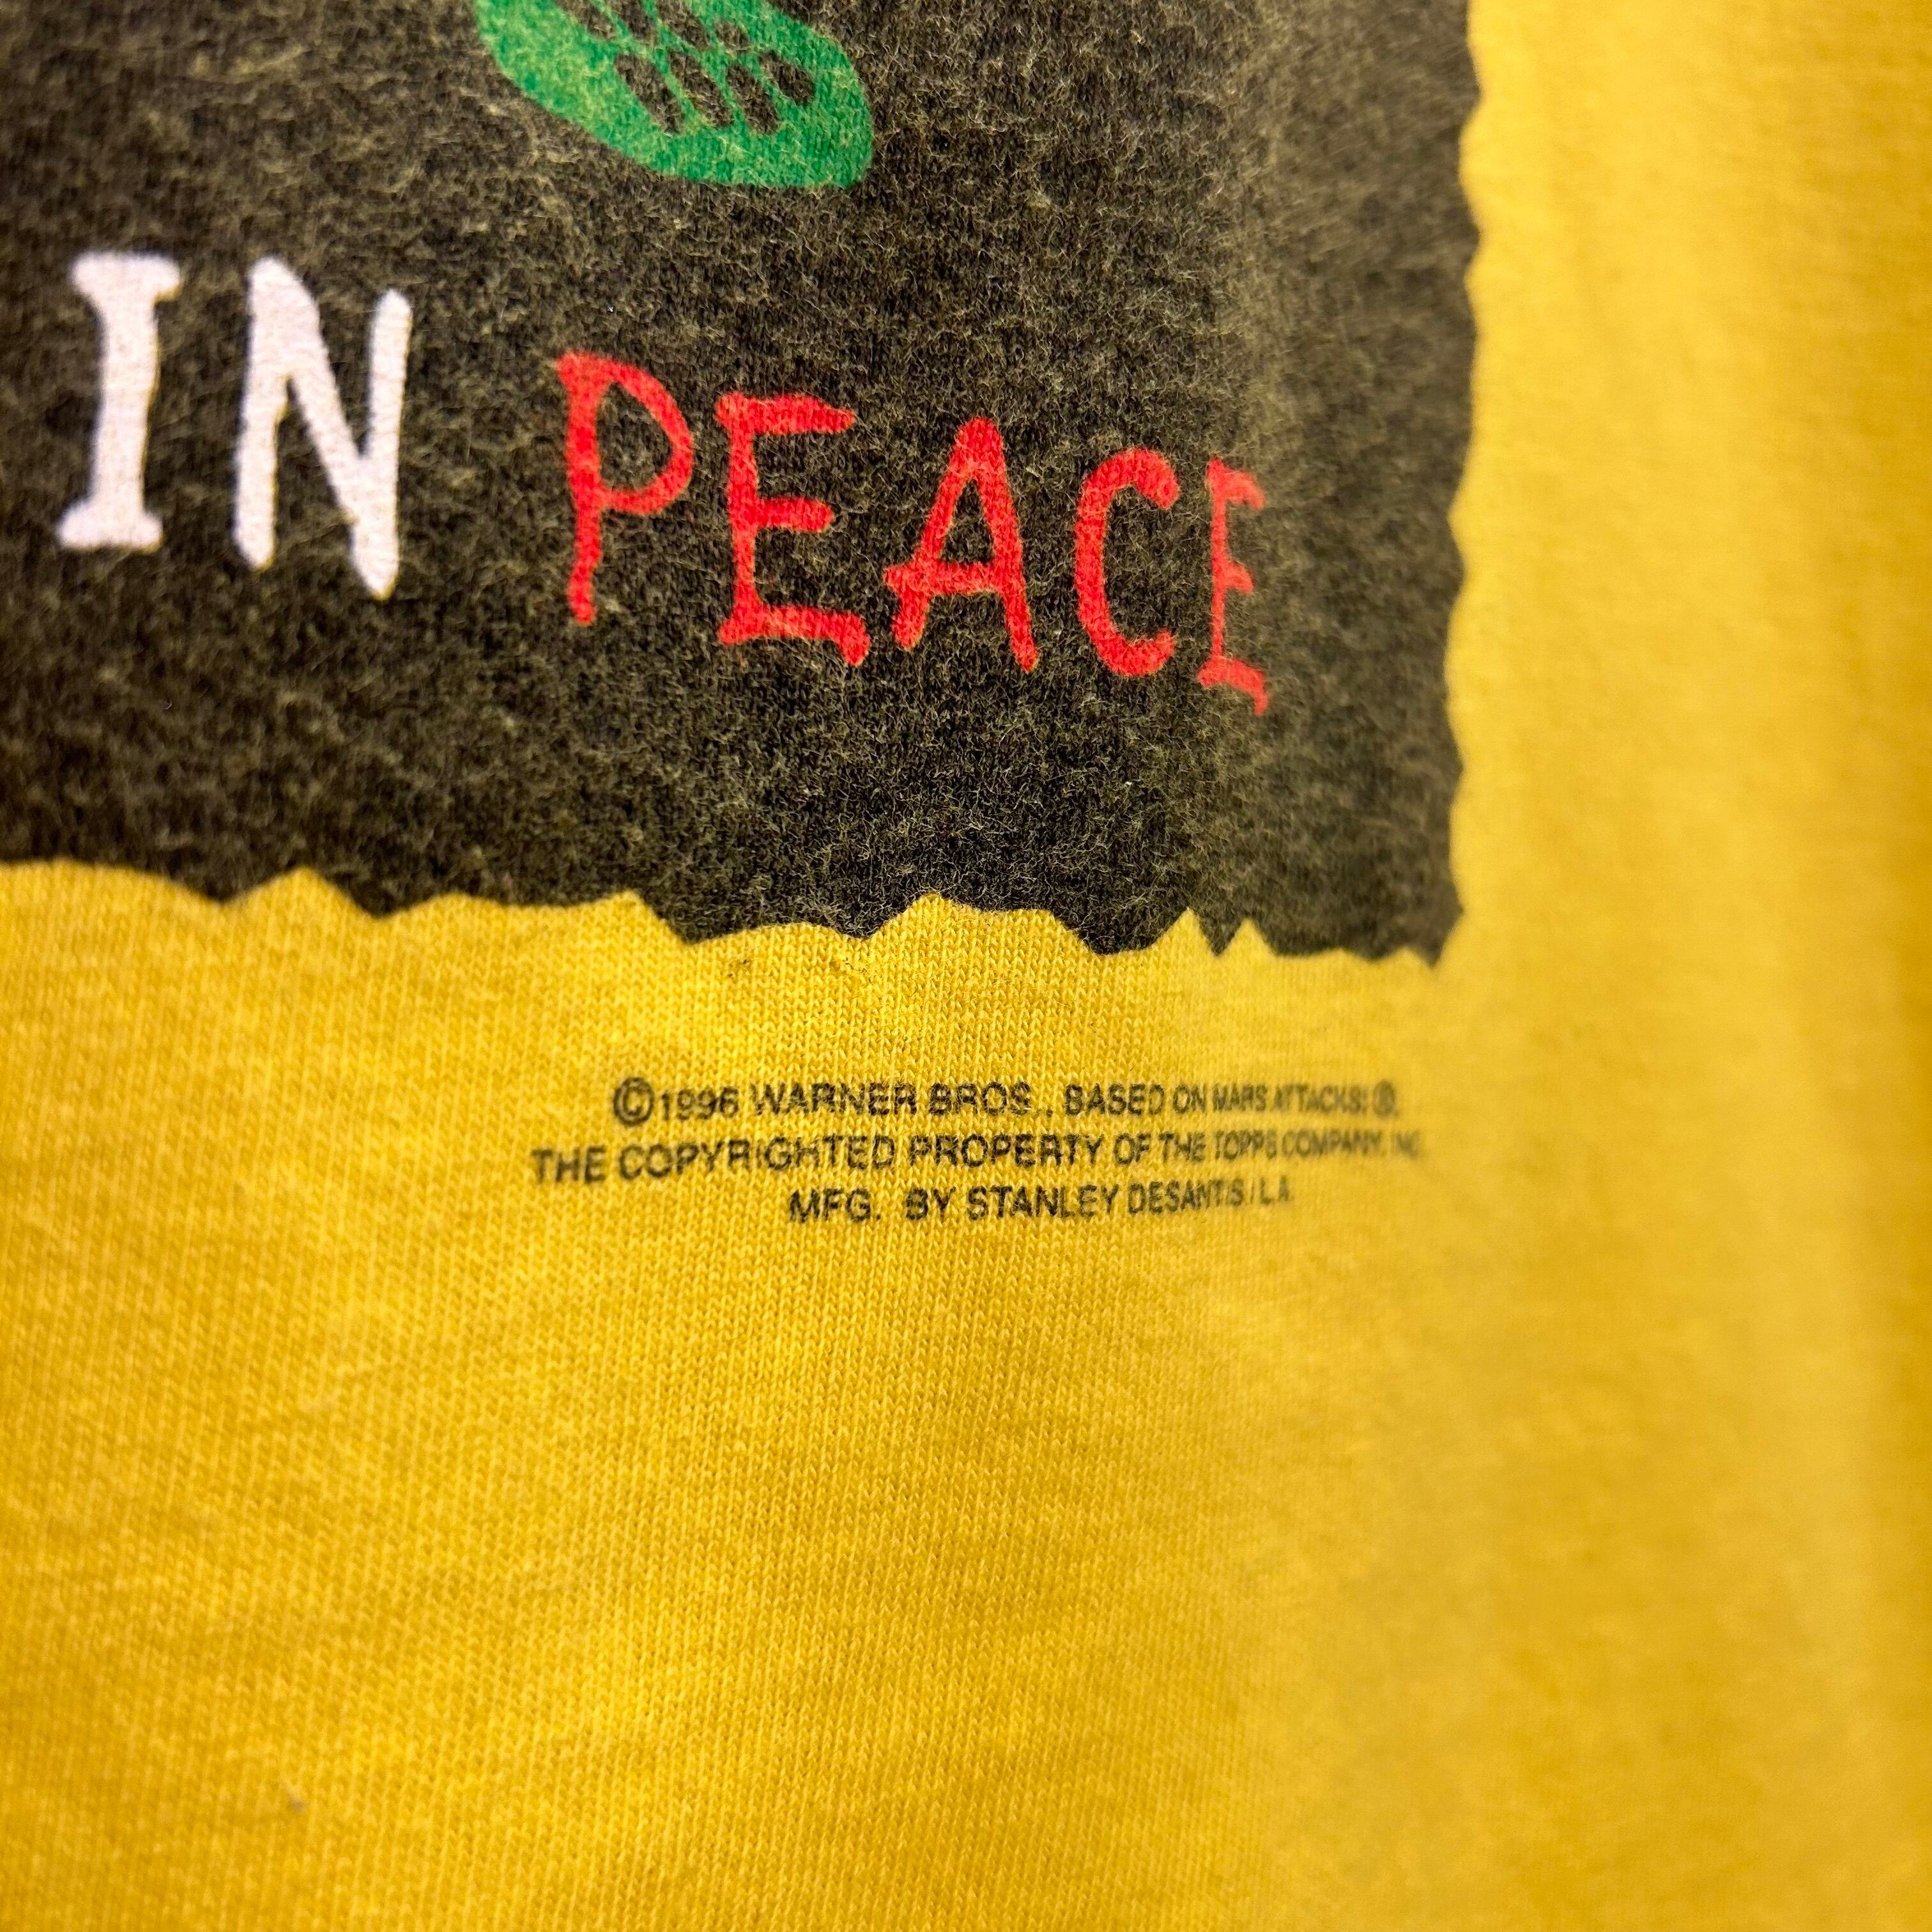 IN PEACE
©1996 WARNER BROS., BASED ON MARS ATTACKS! ®,
THE COPYRIGHTED PROPERTY OF THE TOPPS COMPANY, INC.
MFG. BY STANLEY DESANTIS / L.A.